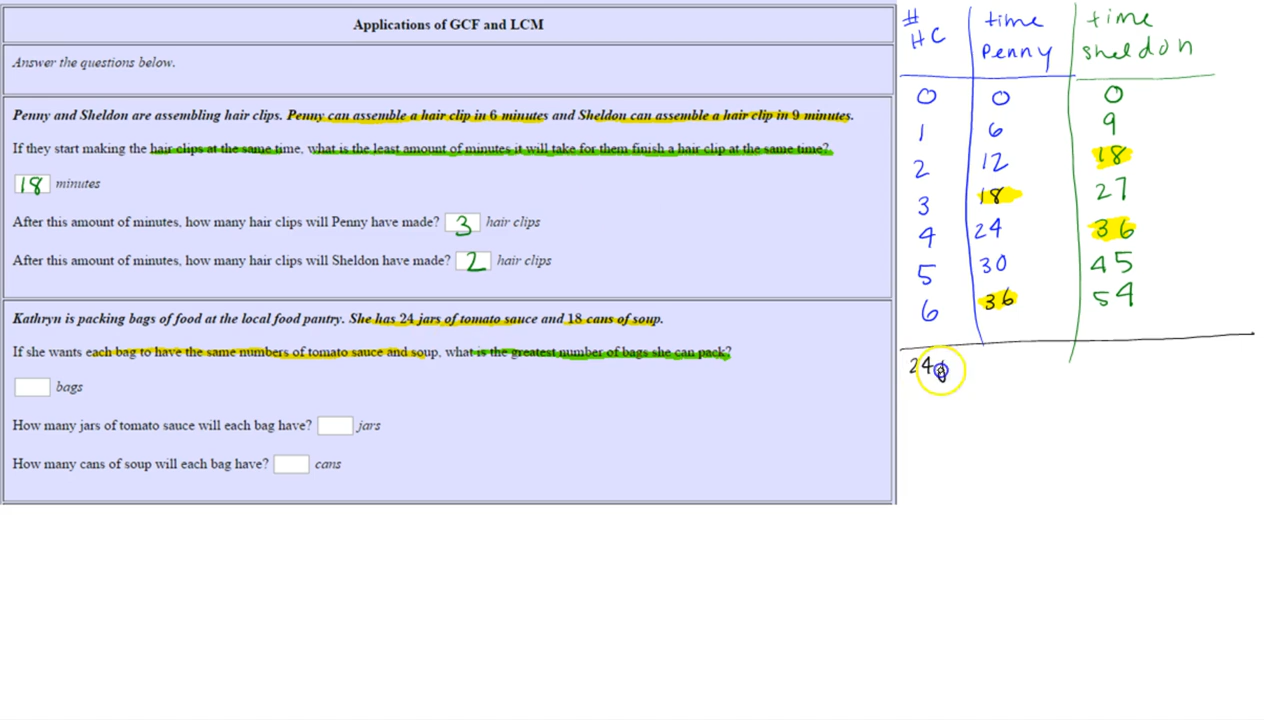 Applications of GCF and LCM
Answer the questions below.
Penny and Sheldon are assembling hair clips. Penny can assemble a hair clip in 6 minutes and Sheldon can assemble a hair clip in 9 minutes.
If they start making the hair clips at the same time, what is the least amount of minutes it will take for them finish a hair clip at the same time?
18 minutes
After this amount of minutes, how many hair clips will Penny have made? 3 hair clips
After this amount of minutes, how many hair clips will Sheldon have made? 2 hair clips
Kathryn is packing bags of food at the local food pantry. She has 24 jars of tomato sauce and 18 cans of soup.
If she wants each bag to have the same numbers of tomato sauce and soup, what is the greatest number of bags she can pack?
bags
How many jars of tomato sauce will each bag have? jars
How many cans of soup will each bag have? cans
# HC time Penny time Sheldon
0 0 0
1 6 9
2 12 18
3 18 27
4 24 36
5 30 45
6 36 54
24